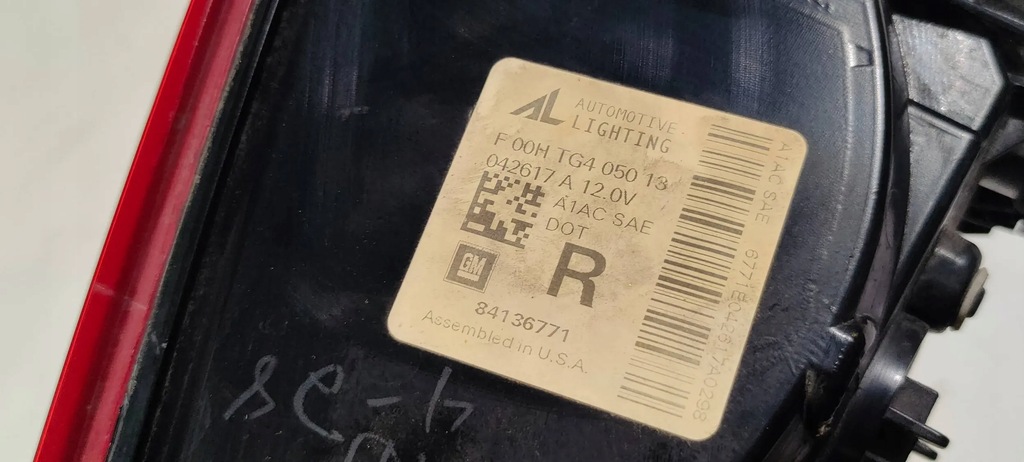 AL AUTOMOTIVE
LIGHTING
F 00H TG4 050 13
042617 A 12.0V
A1AC SAE
DOT
GM
R
84136771
Assembled in U.S.A.
A1AC SAE 6771E042617A0298